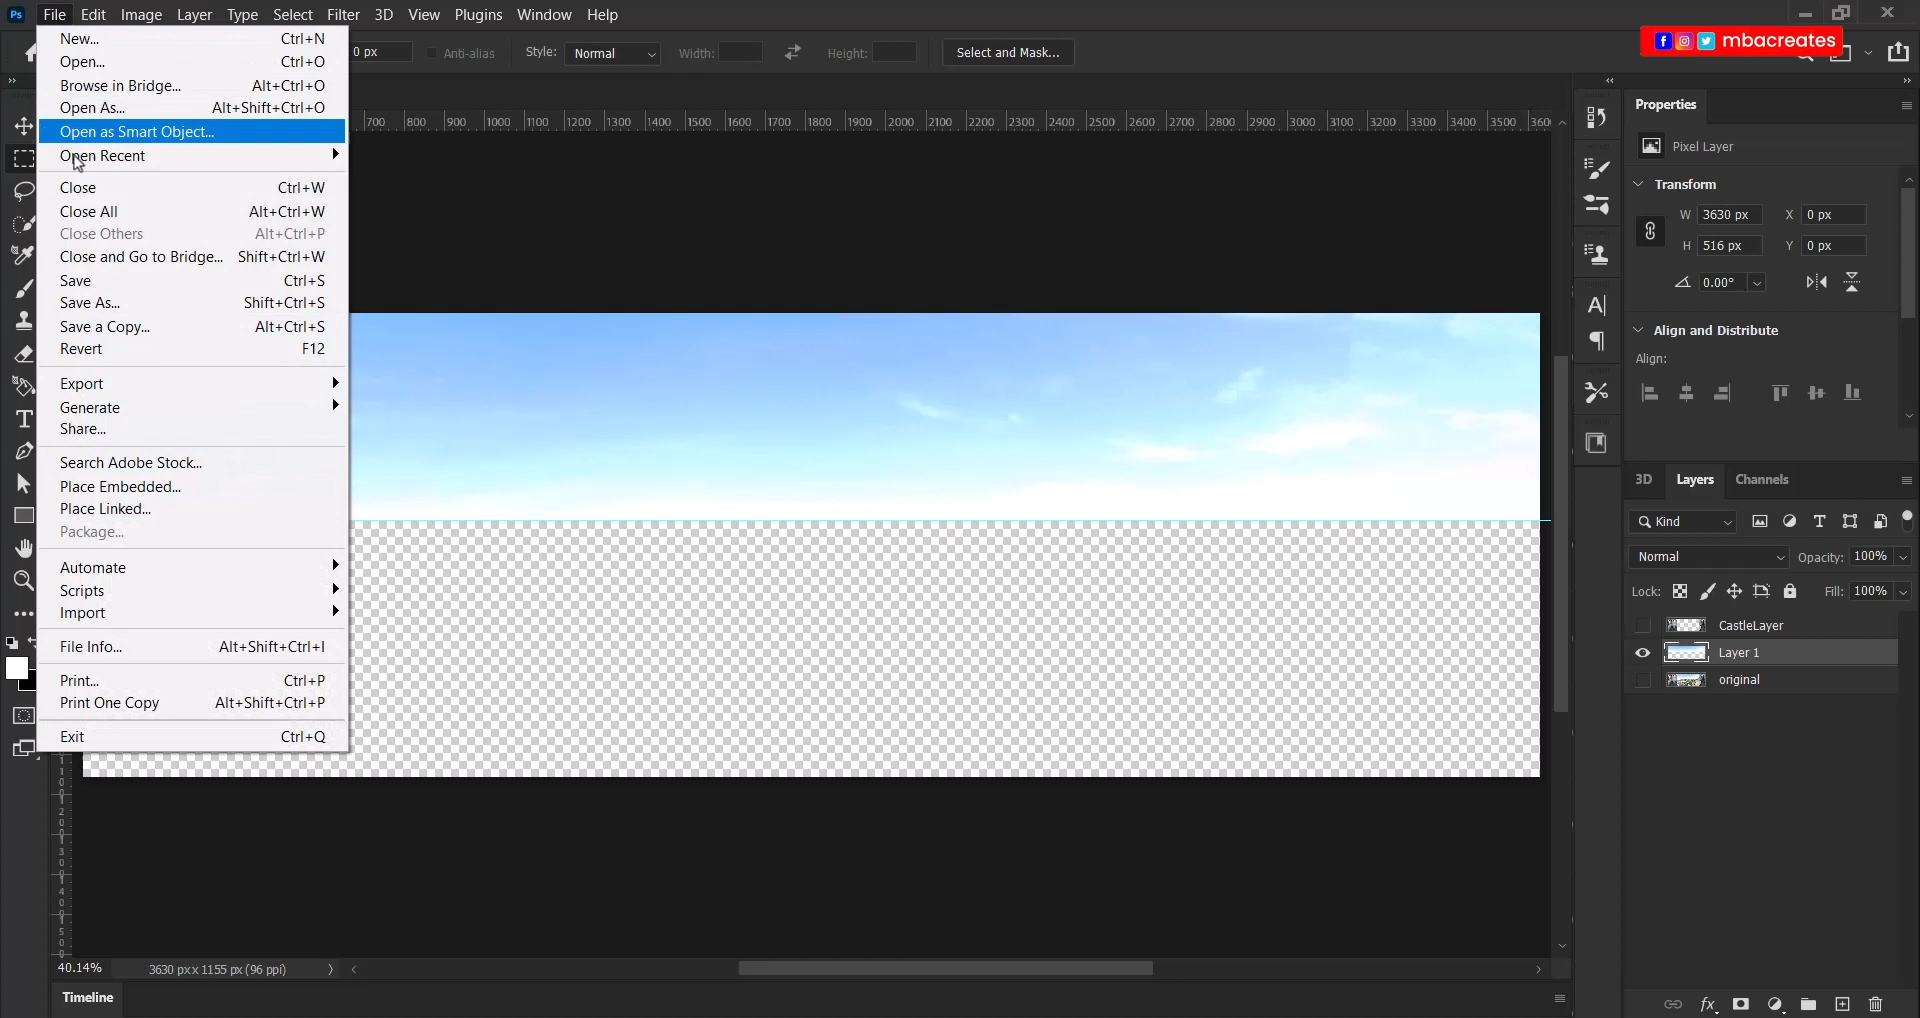 Ps File Edit Image Layer Type Select Filter 3D View Plugins Window Help
0 px Anti-alias Style: Normal Width: Height: Select and Mask...
f mbacreates
New... Ctrl+N
Open... Ctrl+O
Browse in Bridge... Alt+Ctrl+O
Open As... Alt+Shift+Ctrl+O
Open as Smart Object...
Open Recent
Close Ctrl+W
Close All Alt+Ctrl+W
Close Others Alt+Ctrl+P
Close and Go to Bridge... Shift+Ctrl+W
Save Ctrl+S
Save As... Shift+Ctrl+S
Save a Copy... Alt+Ctrl+S
Revert F12
Export
Generate
Share...
Search Adobe Stock...
Place Embedded...
Place Linked...
Package...
Automate
Scripts
Import
File Info... Alt+Shift+Ctrl+I
Print... Ctrl+P
Print One Copy Alt+Shift+Ctrl+P
Exit Ctrl+Q
700 800 900 1000 1100 1200 1300 1400 1500 1600 1700 1800 1900 2000 2100 2200 2300 2400 2500 2600 2700 2800 2900 3000 3100 3200 3300 3400 3500 3600
40.14% 3630 px x 1155 px (96 ppi)
Timeline
Properties
Pixel Layer
Transform
W 3630 px X 0 px
H 516 px Y 0 px
0.00°
Align and Distribute
Align:
3D Layers Channels
Kind
Normal Opacity: 100%
Lock: Fill: 100%
CastleLayer
Layer 1
original
fx